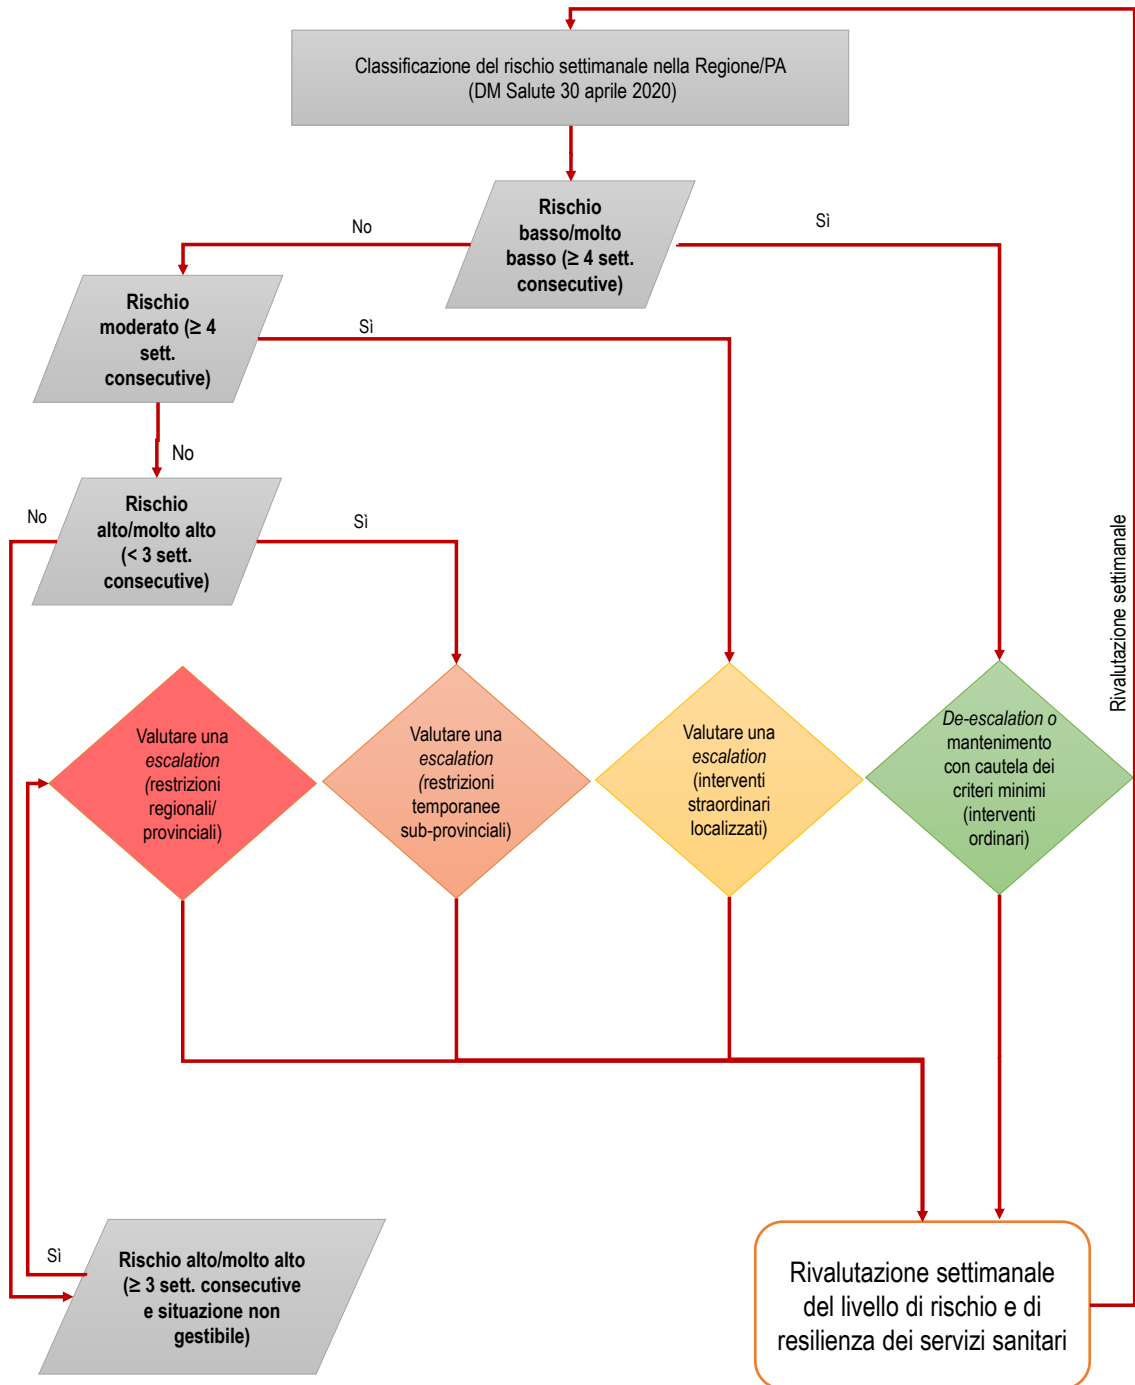 Classificazione del rischio settimanale nella Regione/PA
(DM Salute 30 aprile 2020)
Rischio
basso/molto
basso (≥ 4 sett.
consecutive)
No
Sì
Rischio
moderato (≥ 4
sett.
consecutive)
Sì
No
Rischio
alto/molto alto
(< 3 sett.
consecutive)
No
Sì
Rivalutazione settimanale
Valutare una
escalation
(restrizioni
regionali/
provinciali)
Valutare una
escalation
(restrizioni
temporanee
sub-provinciali)
Valutare una
escalation
(interventi
straordinari
localizzati)
De-escalation o
mantenimento
con cautela dei
criteri minimi
(interventi
ordinari)
Sì
Rischio alto/molto alto
(≥ 3 sett. consecutive
e situazione non
gestibile)
Rivalutazione settimanale
del livello di rischio e di
resilienza dei servizi sanitari